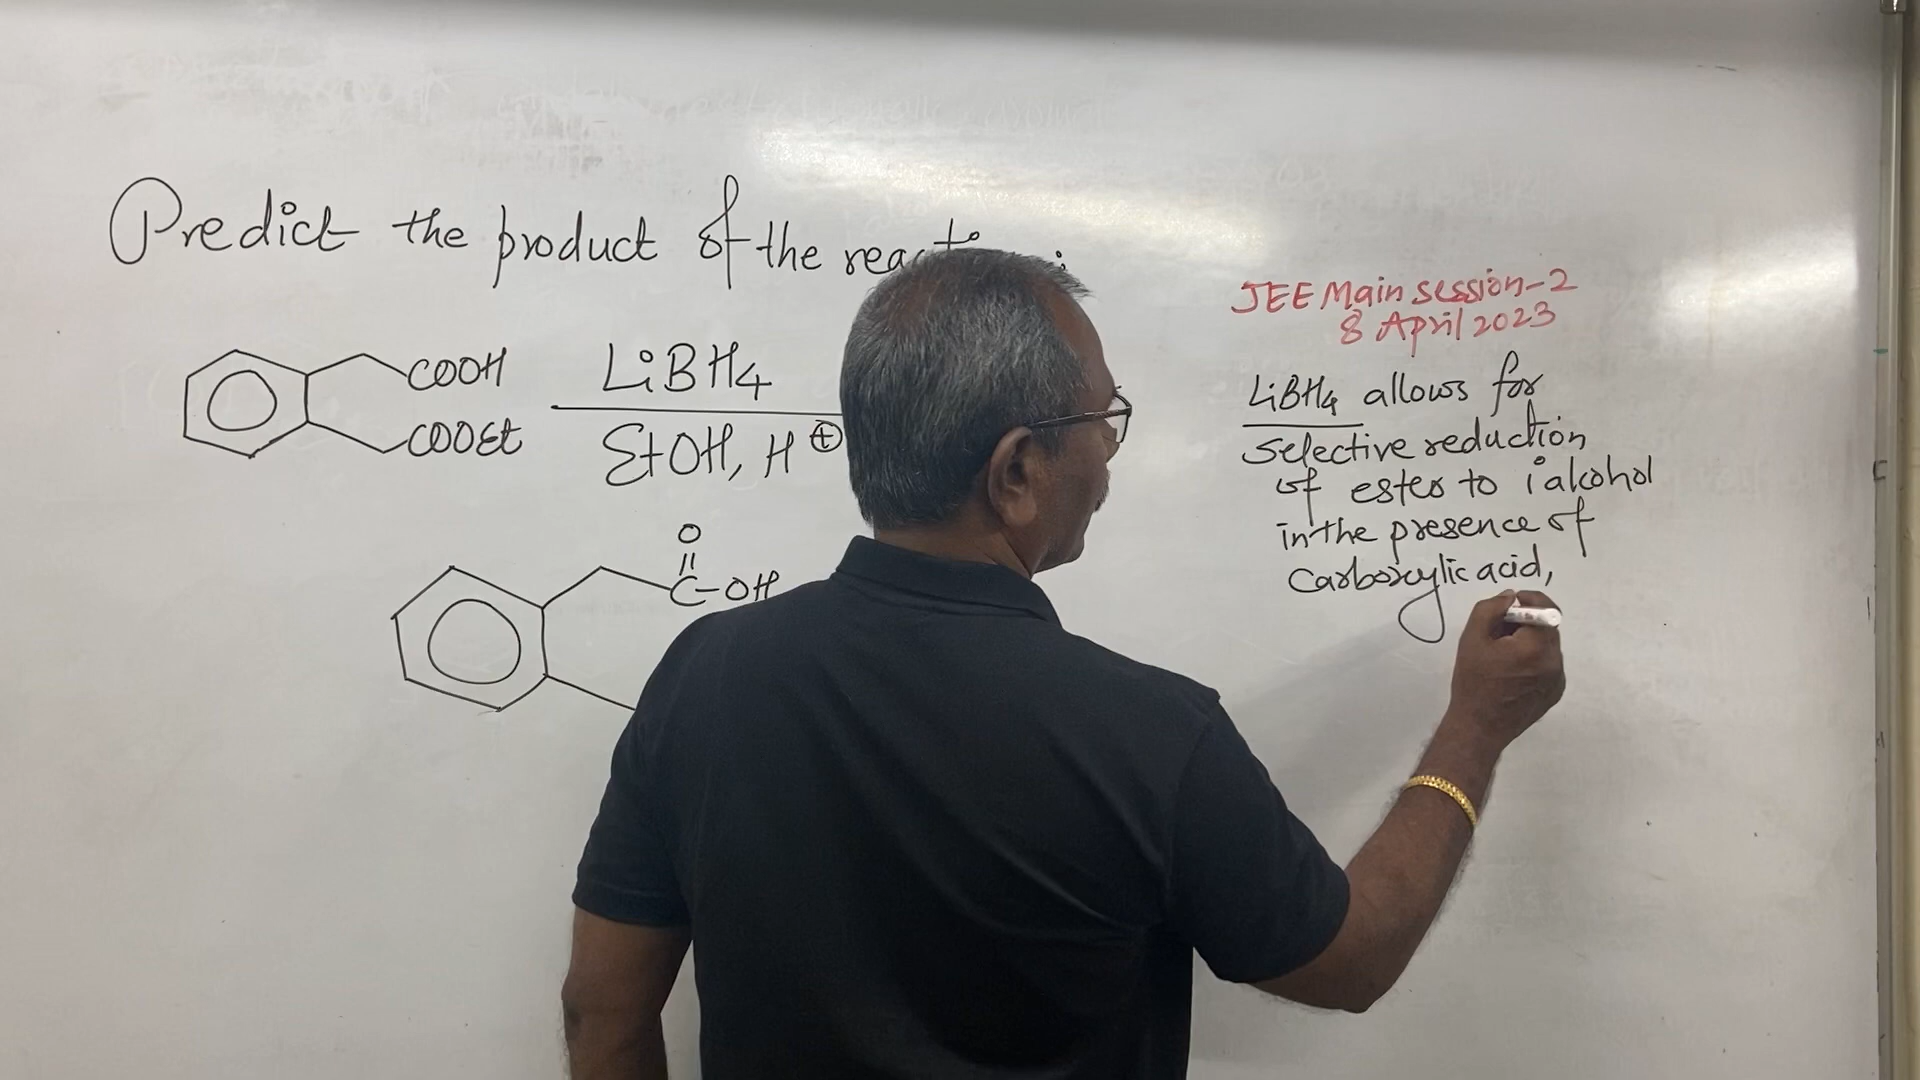 Predict the product of the
JEE Main session-2
8 April 2023
COOH
COOEt
LiBH4
EtOH, H⊕
LiBH4 allows for
selective reduction
of ester to 1° alcohol
in the presence of
Carboxylic acid,
O
||
C-OH